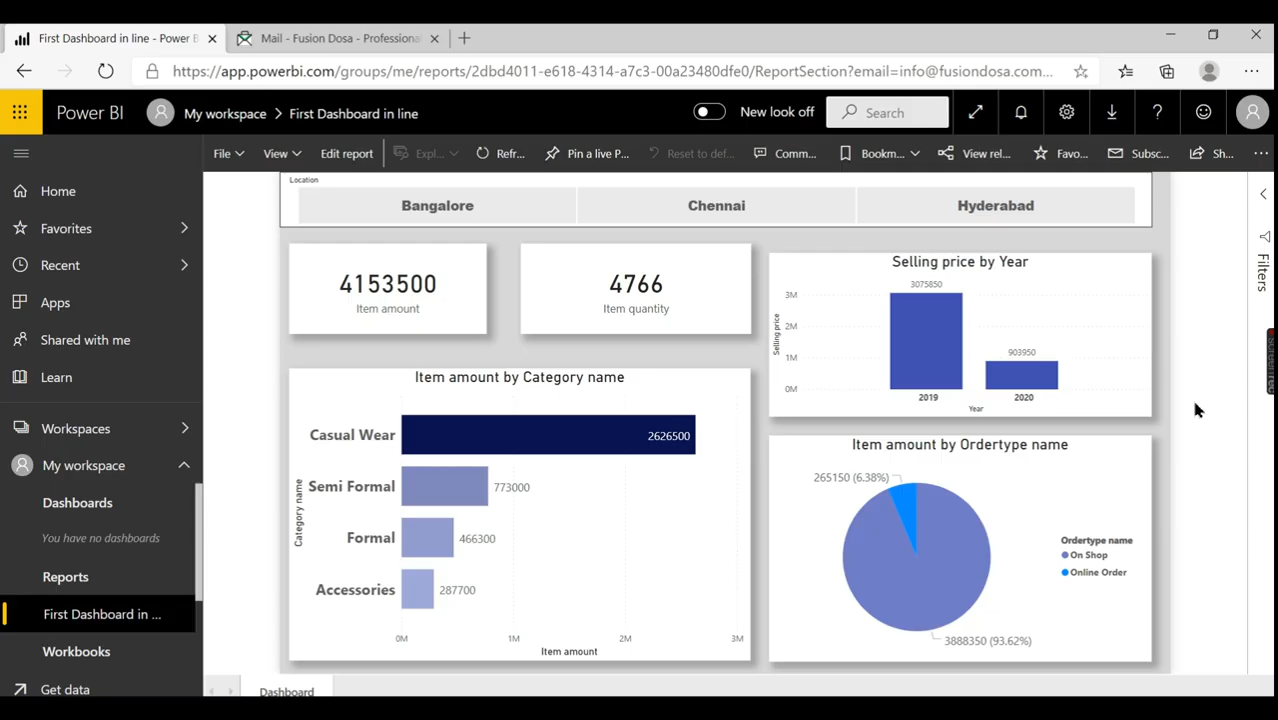 First Dashboard in line - Power B
Mail - Fusion Dosa - Professiona
https://app.powerbi.com/groups/me/reports/2dbd4011-e618-4314-a7c3-00a23480dfe0/ReportSection?email=info@fusiondosa.com...
Power BI
My workspace > First Dashboard in line
New look off
Search
File
View
Edit report
Expl...
Refr...
Pin a live P...
Reset to def...
Comm...
Bookm...
View rel...
Favo...
Subsc...
Sh...
Home
Favorites
Recent
Apps
Shared with me
Learn
Workspaces
My workspace
Dashboards
You have no dashboards
Reports
First Dashboard in ...
Workbooks
Get data
Location
Bangalore
Chennai
Hyderabad
4153500
Item amount
4766
Item quantity
Selling price by Year
3075850
903950
3M
2M
1M
0M
Selling price
2019
2020
Year
Item amount by Category name
Category name
Casual Wear
2626500
Semi Formal
773000
Formal
466300
Accessories
287700
0M
1M
2M
3M
Item amount
Item amount by Ordertype name
265150 (6.38%)
3888350 (93.62%)
Ordertype name
On Shop
Online Order
Filters
Dashboard